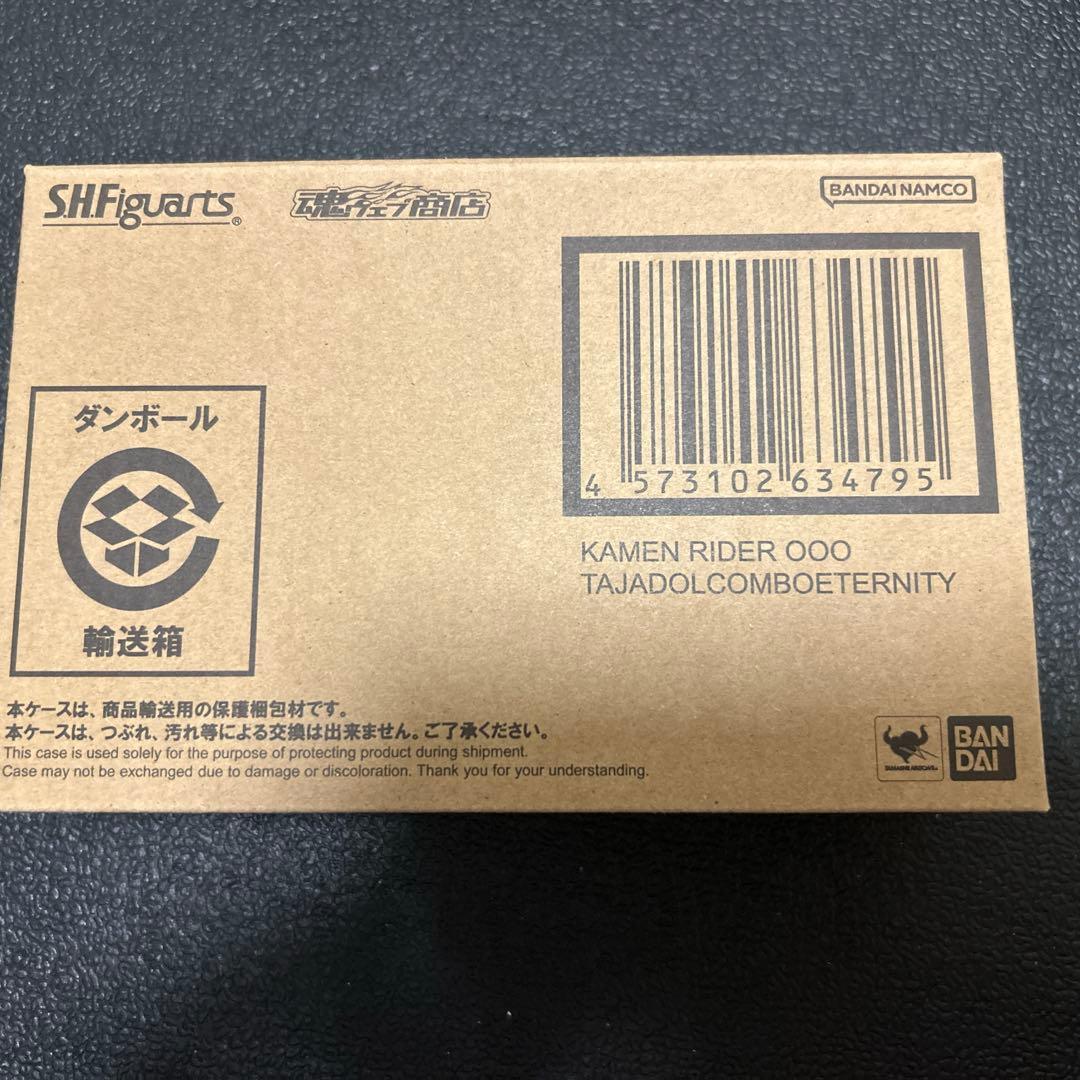 S.H.Figuarts®
魂ウェブ商店
BANDAI NAMCO
4 573102 634795
KAMEN RIDER OOO
TAJADOLCOMBOETERNITY
ダンボール
輸送箱
本ケースは、商品輸送用の保護梱包材です。
本ケースは、つぶれ、汚れ等による交換は出来ません。ご了承ください。
This case is used solely for the purpose of protecting product during shipment.
Case may not be exchanged due to damage or discoloration. Thank you for your understanding.
TAMASHII NATIONS
BAN
DAI